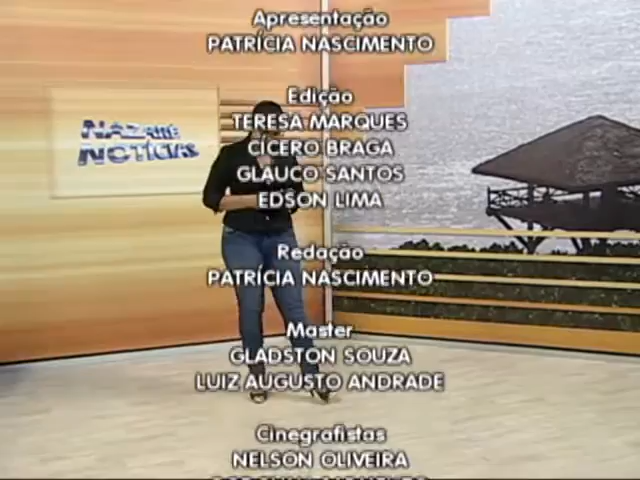 Apresentação
PATRÍCIA NASCIMENTO
Edição
TERESA MARQUES
CÍCERO BRAGA
GLAUCO SANTOS
EDSON LIMA
NAZARÉ
NOTÍCIAS
Redação
PATRÍCIA NASCIMENTO
Master
GLADSTON SOUZA
LUIZ AUGUSTO ANDRADE
Cinegrafistas
NELSON OLIVEIRA